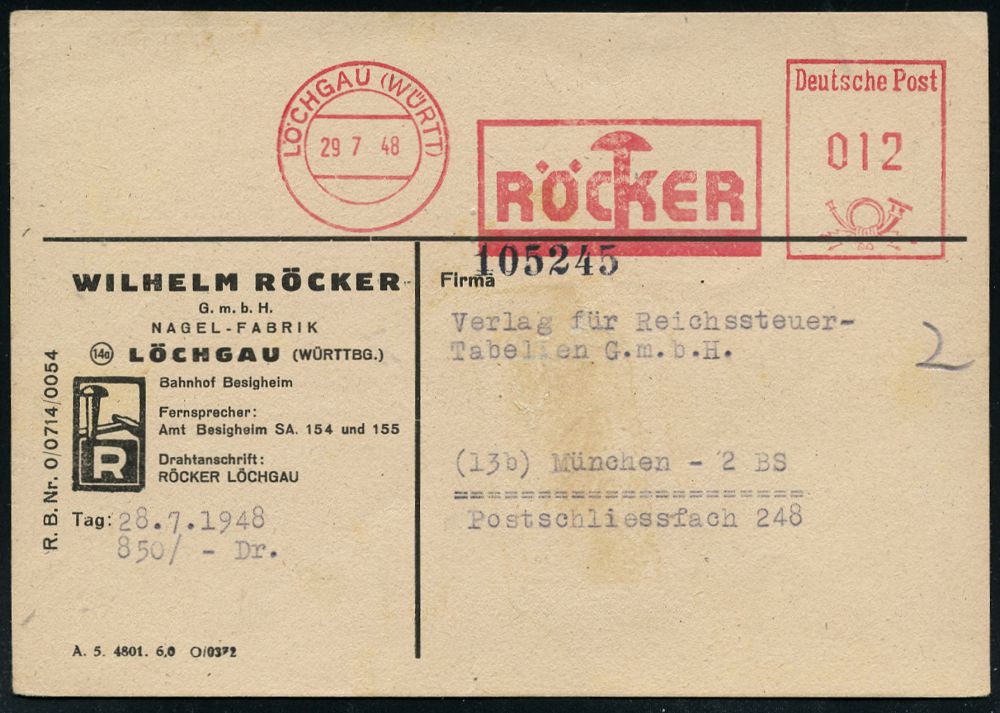 LÖCHGAU (WÜRTT)
29 7 48
RÖCKER
Deutsche Post
012
WILHELM RÖCKER
G. m. b. H.
NAGEL-FABRIK
14a LÖCHGAU (WÜRTTBG.)
Bahnhof Besigheim
Fernsprecher:
Amt Besigheim SA. 154 und 155
Drahtanschrift:
RÖCKER LÖCHGAU
R
R. B. Nr. O/0714/0054
Tag: 28.7.1948
850/ - Dr.
A. 5. 4801. 6,0 O/0372
105245
Firma
Verlag für Reichssteuer-
Tabellen G.m.b.H.
2
(13b) München - 2 BS
=======================
Postschliessfach 248